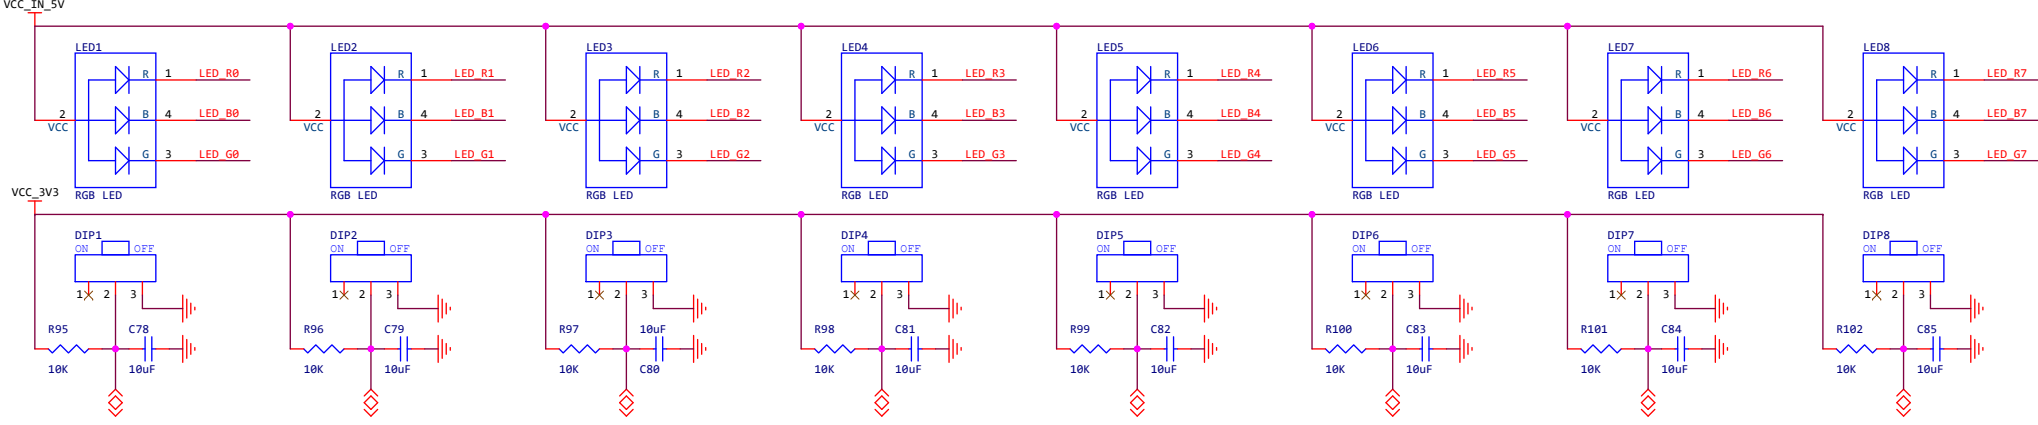 VCC_IN_5V
LED1 LED2 LED3 LED4 LED5 LED6 LED7 LED8
R 1 LED_R0 R 1 LED_R1 R 1 LED_R2 R 1 LED_R3 R 1 LED_R4 R 1 LED_R5 R 1 LED_R6 R 1 LED_R7
2 B 4 LED_B0 2 B 4 LED_B1 2 B 4 LED_B2 2 B 4 LED_B3 2 B 4 LED_B4 2 B 4 LED_B5 2 B 4 LED_B6 2 B 4 LED_B7
VCC VCC VCC VCC VCC VCC VCC VCC
G 3 LED_G0 G 3 LED_G1 G 3 LED_G2 G 3 LED_G3 G 3 LED_G4 G 3 LED_G5 G 3 LED_G6 G 3 LED_G7
RGB LED RGB LED RGB LED RGB LED RGB LED RGB LED RGB LED RGB LED
VCC_3V3
DIP1 DIP2 DIP3 DIP4 DIP5 DIP6 DIP7 DIP8
ON OFF ON OFF ON OFF ON OFF ON OFF ON OFF ON OFF ON OFF
1 2 3 1 2 3 1 2 3 1 2 3 1 2 3 1 2 3 1 2 3 1 2 3
R95 C78 R96 C79 R97 10uF R98 C81 R99 C82 R100 C83 R101 C84 R102 C85
10K 10uF 10K 10uF 10K C80 10K 10uF 10K 10uF 10K 10uF 10K 10uF 10K 10uF